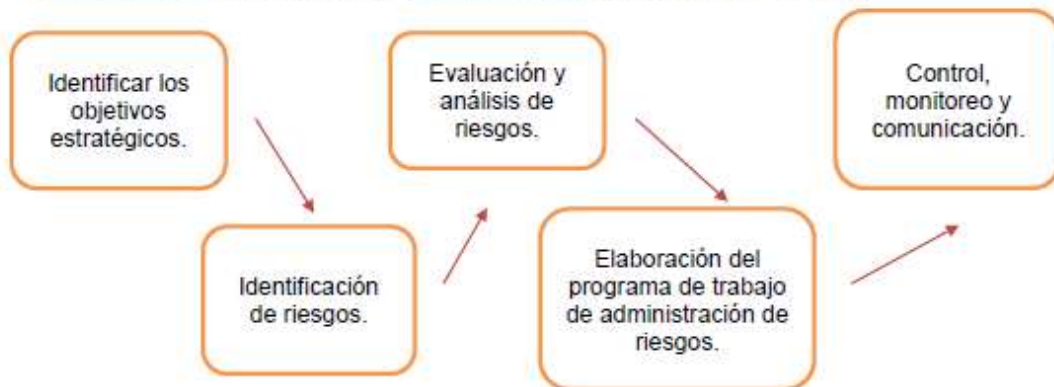 Identificar los
objetivos
estratégicos.
Identificación
de riesgos.
Evaluación y
análisis de
riesgos.
Elaboración del
programa de trabajo
de administración de
riesgos.
Control,
monitoreo y
comunicación.